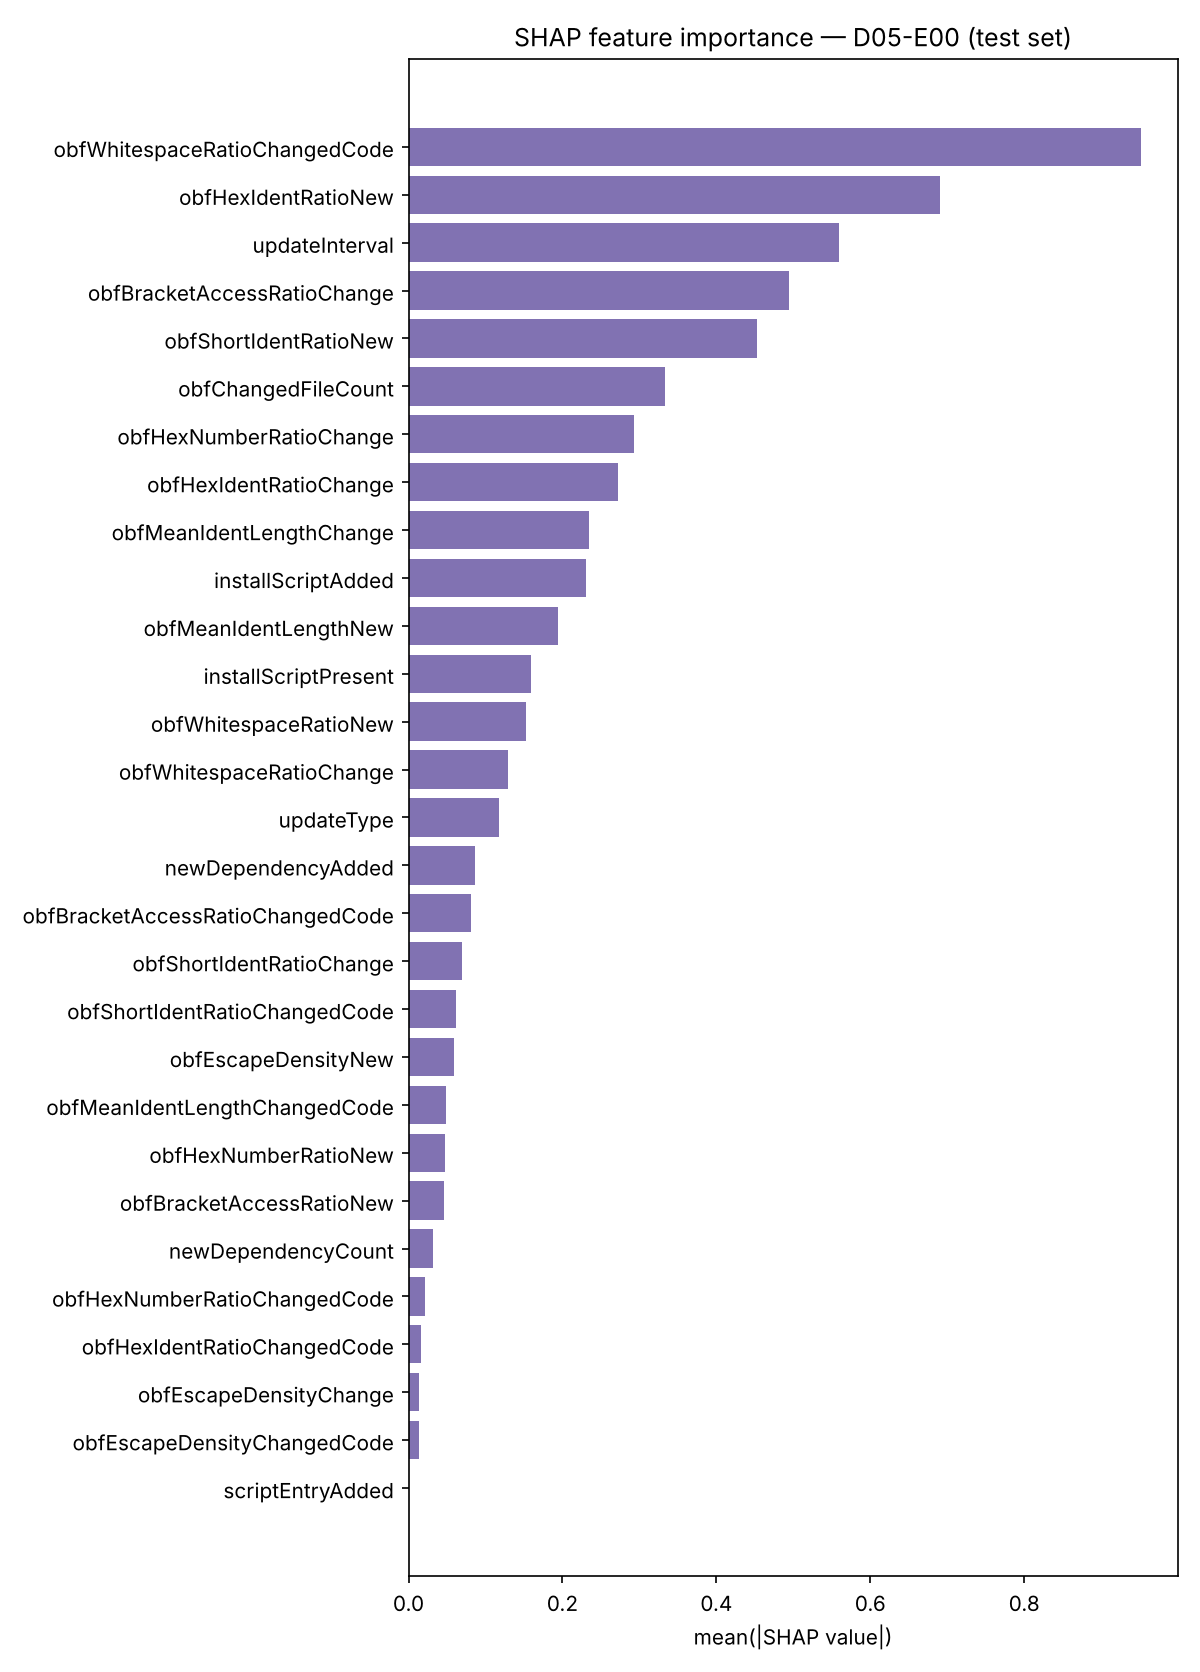 SHAP feature importance — D05-E00 (test set)
obfWhitespaceRatioChangedCode
obfHexIdentRatioNew
updateInterval
obfBracketAccessRatioChange
obfShortIdentRatioNew
obfChangedFileCount
obfHexNumberRatioChange
obfHexIdentRatioChange
obfMeanIdentLengthChange
installScriptAdded
obfMeanIdentLengthNew
installScriptPresent
obfWhitespaceRatioNew
obfWhitespaceRatioChange
updateType
newDependencyAdded
obfBracketAccessRatioChangedCode
obfShortIdentRatioChange
obfShortIdentRatioChangedCode
obfEscapeDensityNew
obfMeanIdentLengthChangedCode
obfHexNumberRatioNew
obfBracketAccessRatioNew
newDependencyCount
obfHexNumberRatioChangedCode
obfHexIdentRatioChangedCode
obfEscapeDensityChange
obfEscapeDensityChangedCode
scriptEntryAdded
0.0 0.2 0.4 0.6 0.8
mean(|SHAP value|)